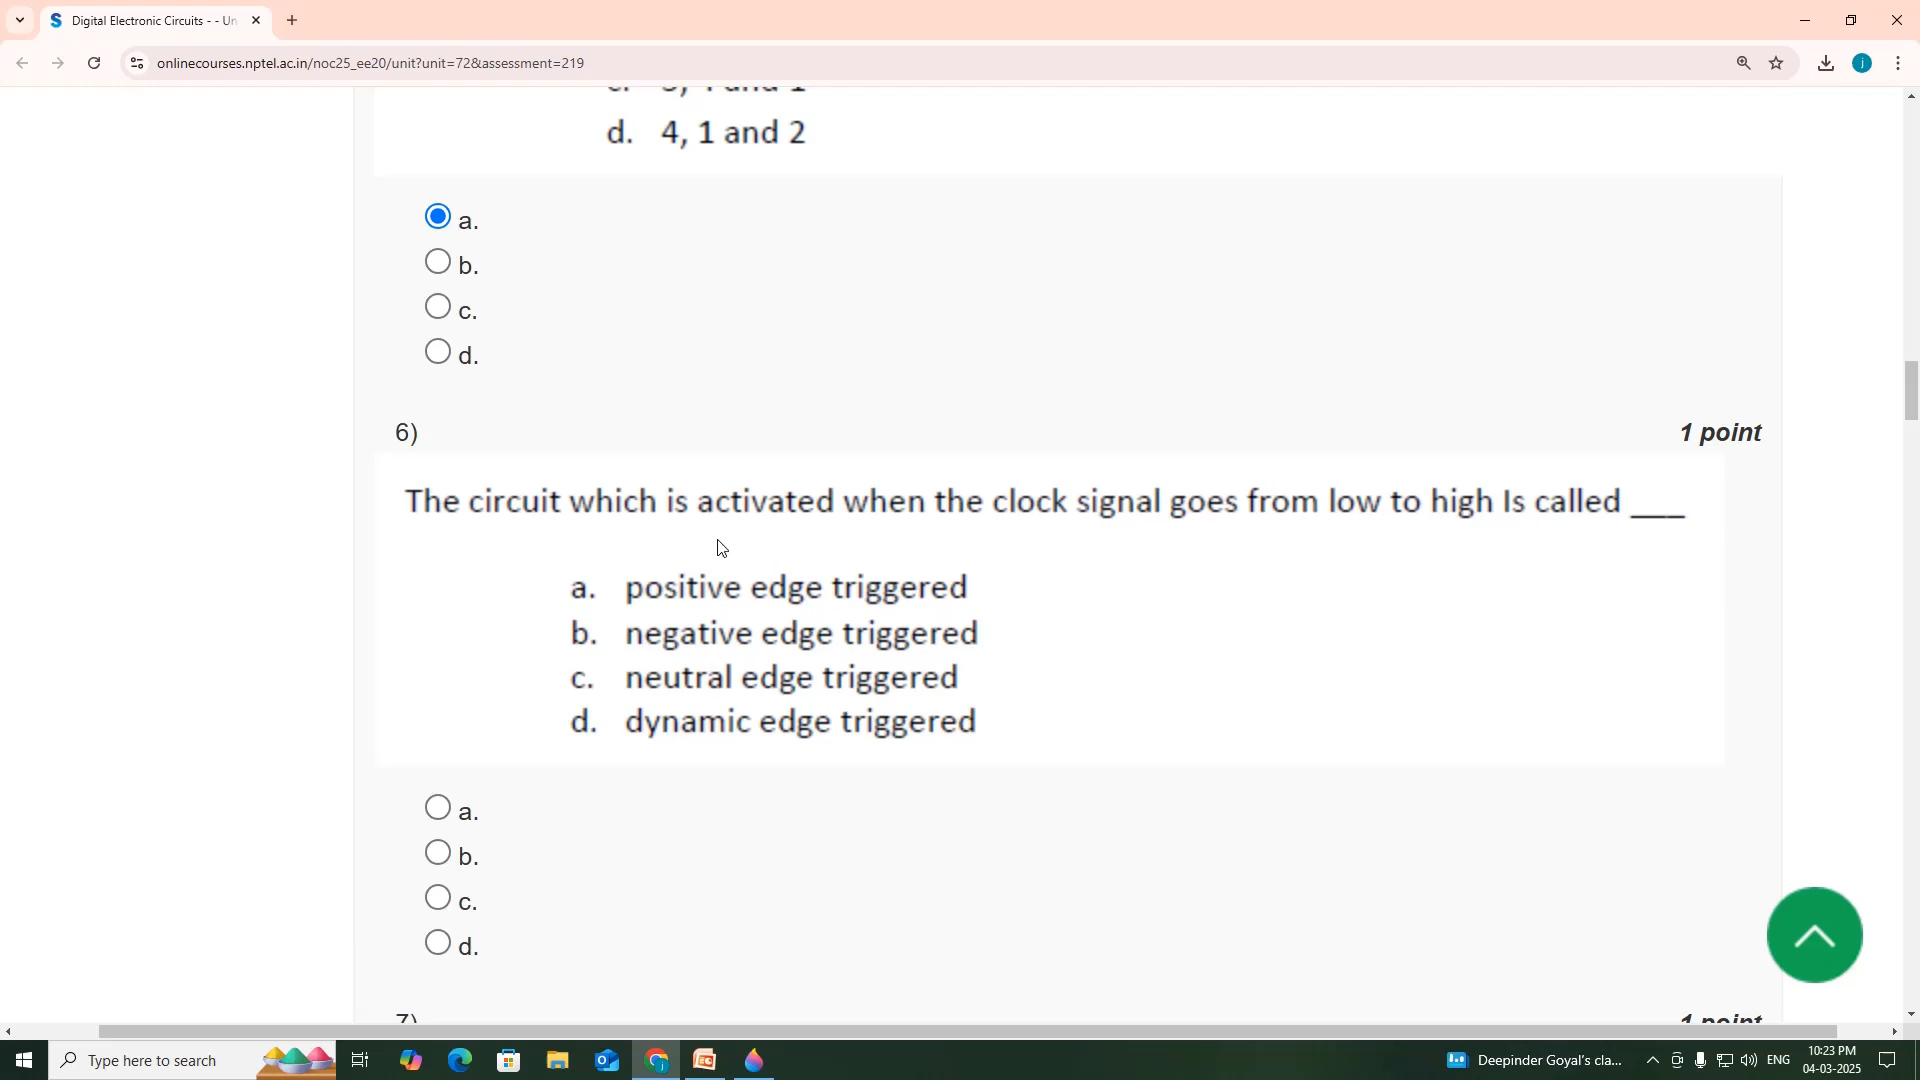 Digital Electronic Circuits - - Un
onlinecourses.nptel.ac.in/noc25_ee20/unit?unit=72&assessment=219
j
d. 4, 1 and 2
a.
b.
c.
d.
6)
1 point
The circuit which is activated when the clock signal goes from low to high Is called ___
a. positive edge triggered
b. negative edge triggered
c. neutral edge triggered
d. dynamic edge triggered
a.
b.
c.
d.
7)
1 point
Type here to search
Deepinder Goyal's cla...
ENG
10:23 PM
04-03-2025